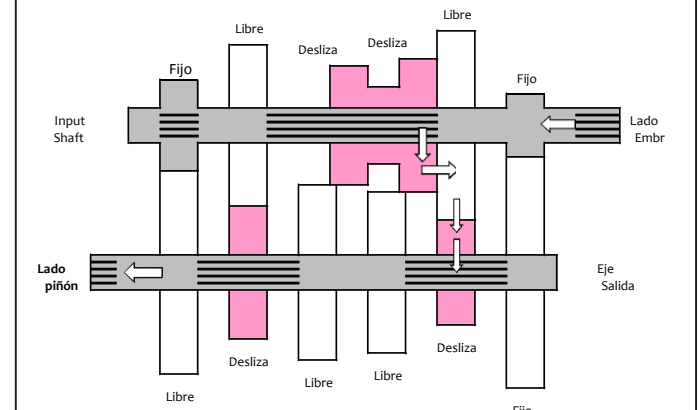 Libre
Libre
Desliza
Desliza
Fijo
Fijo
Input
Shaft
Lado
Embr
Lado
piñón
Eje
Salida
Desliza
Desliza
Libre
Libre
Libre
Fijo